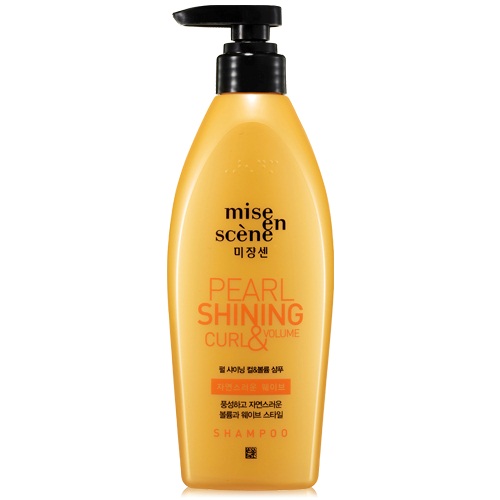 mise
en
scène
미쟝센
PEARL
SHINING
CURL & VOLUME
펄 샤이닝 컬&볼륨 샴푸
자연스러운 웨이브
풍성하고 자연스러운
볼륨과 웨이브 스타일
SHAMPOO